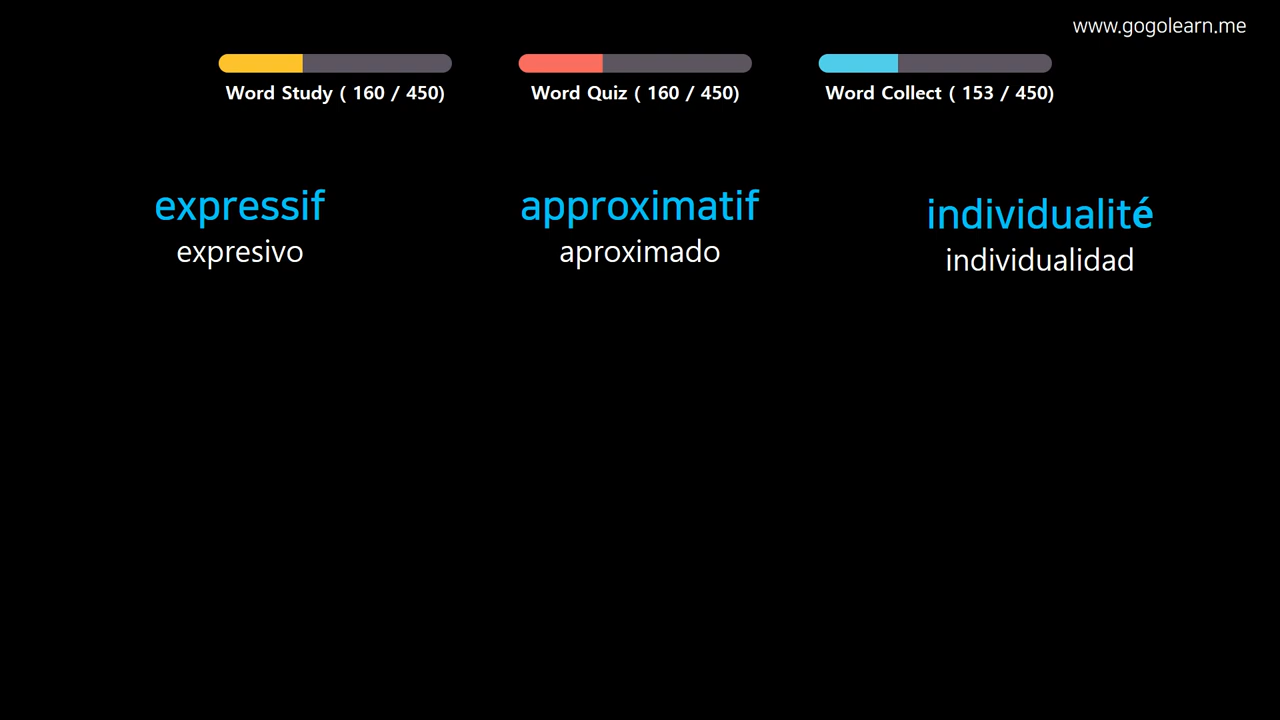 www.gogolearn.me
Word Study ( 160 / 450)
Word Quiz ( 160 / 450)
Word Collect ( 153 / 450)
expressif
expresivo
approximatif
aproximado
individualité
individualidad